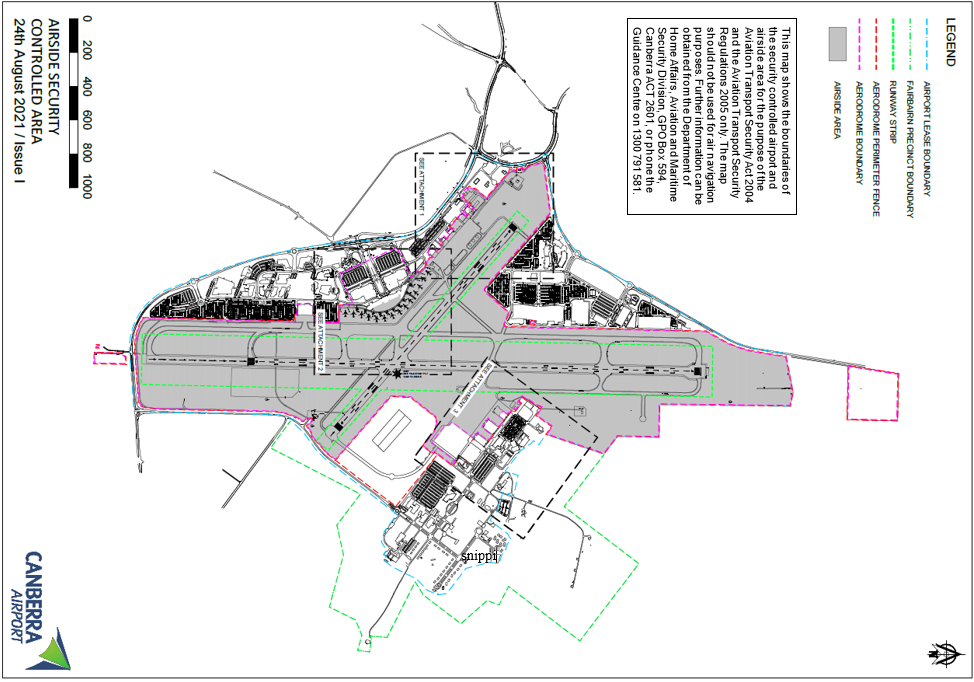 LEGEND
AIRPORT LEASE BOUNDARY
FAIRBAIRN PRECINCT BOUNDARY
RUNWAY STRIP
AERODROME PERIMETER FENCE
AERODROME BOUNDARY
AIRSIDE AREA
This map shows the boundaries of
the security controlled airport and
airside area for the purpose of the
Aviation Transport Security Act 2004
and the Aviation Transport Security
Regulations 2005 only. The map
should not be used for air navigation
purposes. Further information can be
obtained from the Department of
Home Affairs, Aviation and Maritime
Security Division, GPO Box 594,
Canberra ACT 2601, or phone the
Guidance Centre on 1300 791 581.
SEE ATTACHMENT 1
SEE ATTACHMENT 2
SEE ATTACHMENT 3
snippi
N
0 200 400 600 800 1000
AIRSIDE SECURITY
CONTROLLED AREA
24th August 2021 / Issue I
CANBERRA
AIRPORT